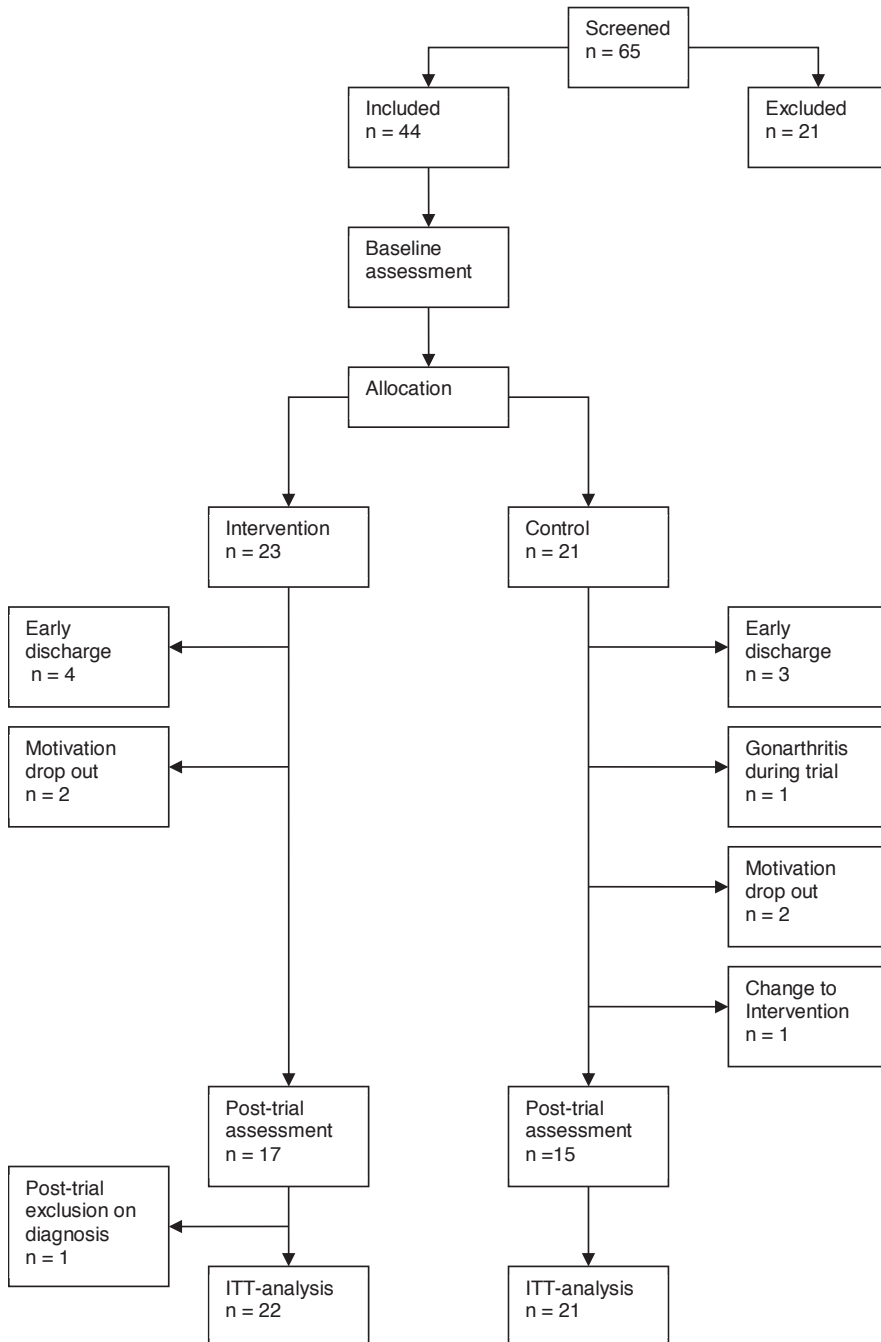 Screened
n = 65
Included
n = 44
Excluded
n = 21
Baseline
assessment
Allocation
Intervention
n = 23
Control
n = 21
Early
discharge
n = 4
Early
discharge
n = 3
Motivation
drop out
n = 2
Gonarthritis
during trial
n = 1
Motivation
drop out
n = 2
Change to
Intervention
n = 1
Post-trial
assessment
n = 17
Post-trial
assessment
n =15
Post-trial
exclusion on
diagnosis
n = 1
ITT-analysis
n = 22
ITT-analysis
n = 21